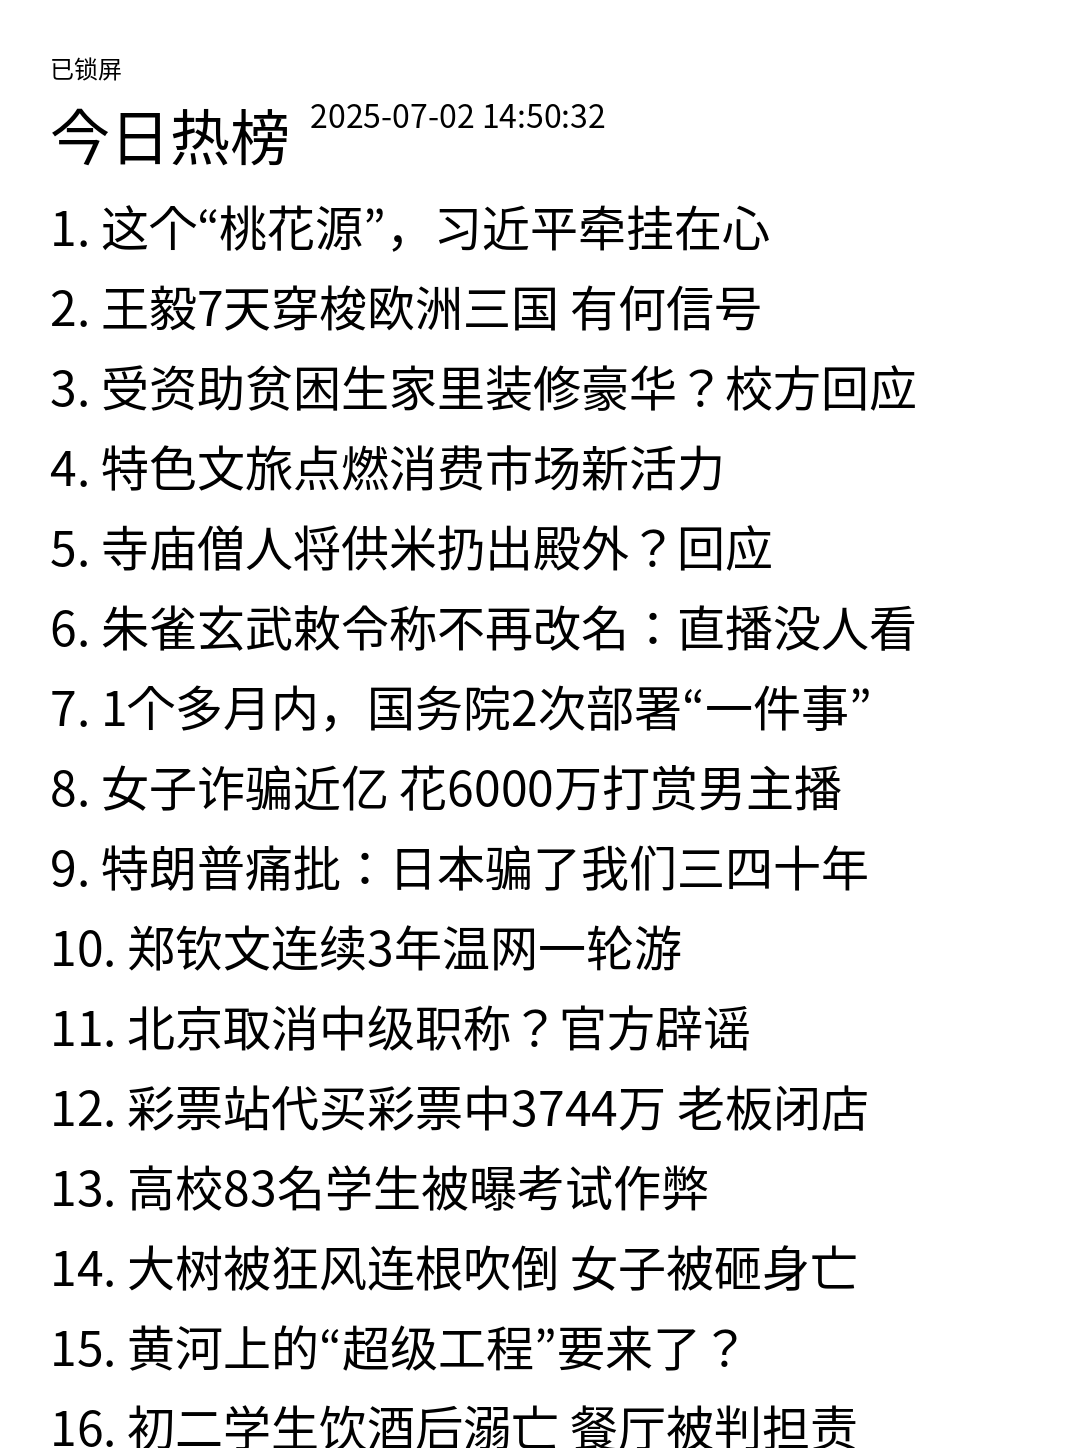 已锁屏
今日热榜 2025-07-02 14:50:32
1. 这个“桃花源”，习近平牵挂在心
2. 王毅7天穿梭欧洲三国 有何信号
3. 受资助贫困生家里装修豪华？校方回应
4. 特色文旅点燃消费市场新活力
5. 寺庙僧人将供米扔出殿外？回应
6. 朱雀玄武敕令称不再改名：直播没人看
7. 1个多月内，国务院2次部署“一件事”
8. 女子诈骗近亿 花6000万打赏男主播
9. 特朗普痛批：日本骗了我们三四十年
10. 郑钦文连续3年温网一轮游
11. 北京取消中级职称？官方辟谣
12. 彩票站代买彩票中3744万 老板闭店
13. 高校83名学生被曝考试作弊
14. 大树被狂风连根吹倒 女子被砸身亡
15. 黄河上的“超级工程”要来了？
16. 初二学生饮酒后溺亡 餐厅被判担责